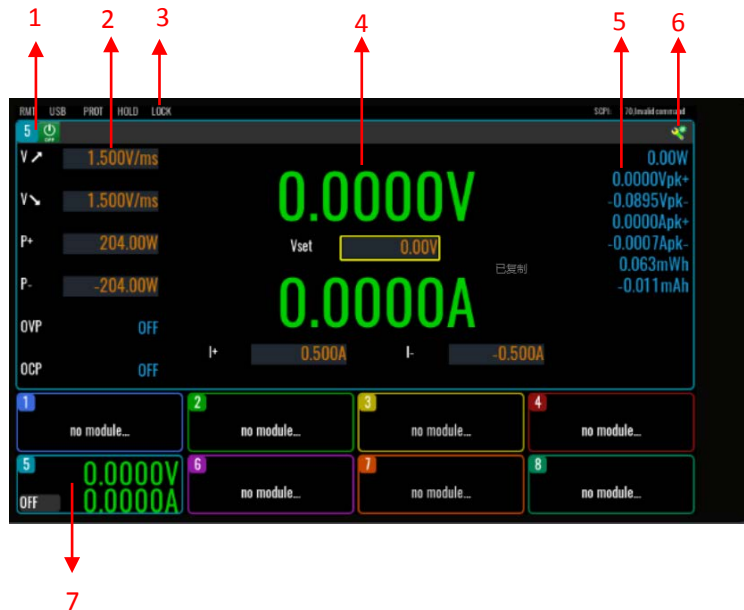 1 2 3 4 5 6
RMT USB PROT HOLD LOCK
5 OFF
V↗ 1.500V/ms
V↘ 1.500V/ms
P+ 204.00W
P- -204.00W
OVP OFF
OCP OFF
0.0000V
Vset 0.00V
已复制
0.0000A
I+ 0.500A I- -0.500A
0.00W
0.0000Vpk+
-0.0895Vpk-
0.0000Apk+
-0.0007Apk-
0.063mWh
-0.011mAh
1 no module...
2 no module...
3 no module...
4 no module...
5 0.0000V
OFF 0.0000A
6 no module...
7 no module...
8 no module...
7